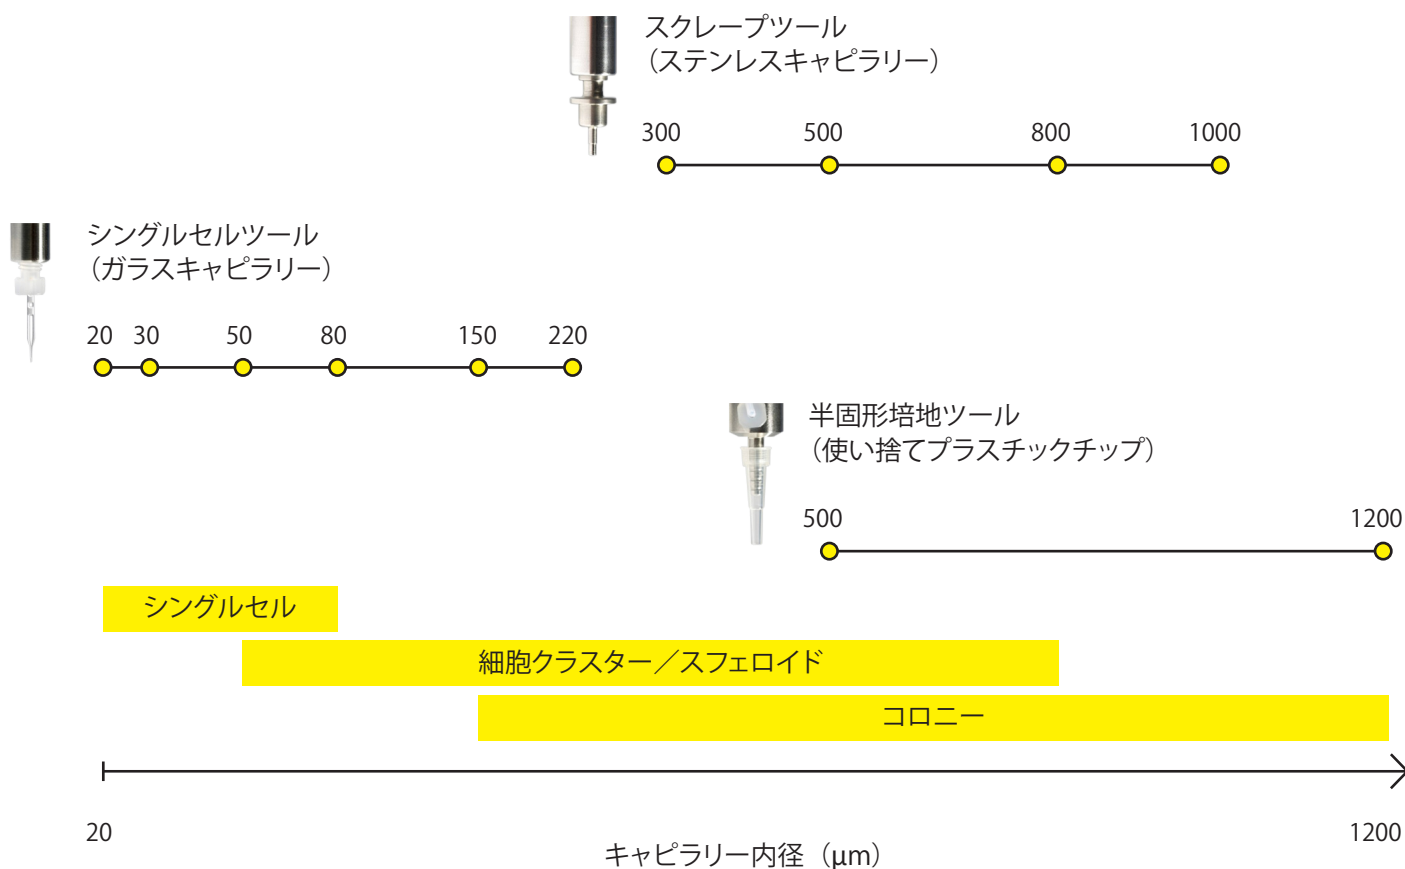 スクレープツール
（ステンレスキャピラリー）
300 500 800 1000
シングルセルツール
（ガラスキャピラリー）
20 30 50 80 150 220
半固形培地ツール
（使い捨てプラスチックチップ）
500 1200
シングルセル
細胞クラスター／スフェロイド
コロニー
20 1200
キャピラリー内径（μm）